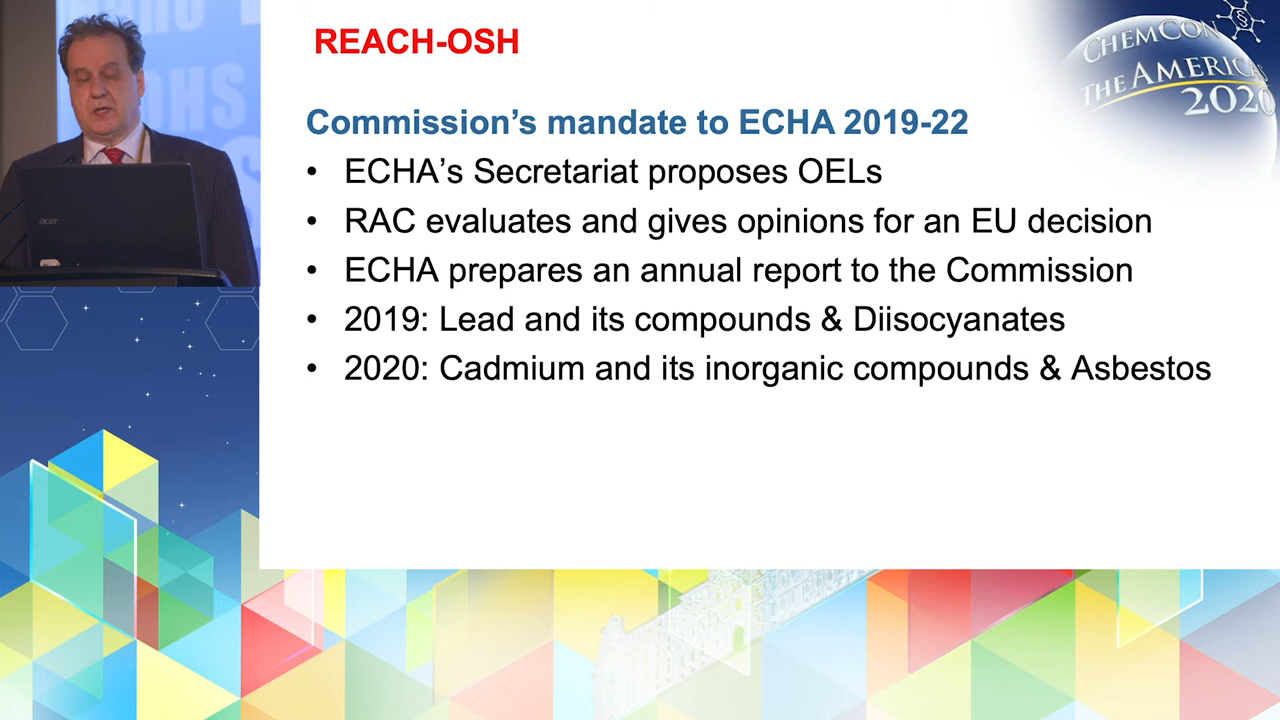 REACH-OSH
CHEMCON
THE AMERICAS
2020
Commission's mandate to ECHA 2019-22
• ECHA's Secretariat proposes OELs
• RAC evaluates and gives opinions for an EU decision
• ECHA prepares an annual report to the Commission
• 2019: Lead and its compounds & Diisocyanates
• 2020: Cadmium and its inorganic compounds & Asbestos
acer